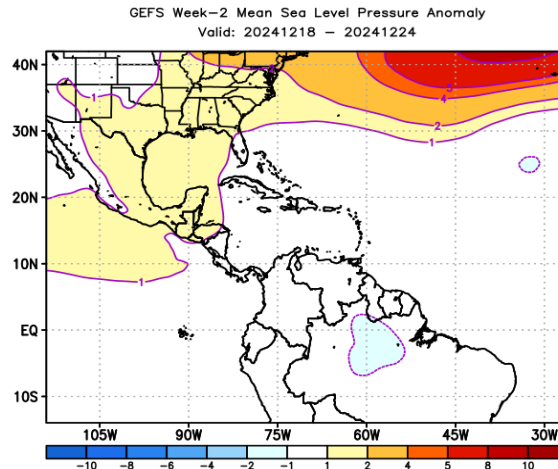 GEFS Week-2 Mean Sea Level Pressure Anomaly
Valid: 20241218 - 20241224
40N
30N
20N
10N
EQ
10S
1
4
5
4
2
1
1
105W 90W 75W 60W 45W 30W
-10 -8 -6 -4 -2 -1 1 2 4 5 8 10